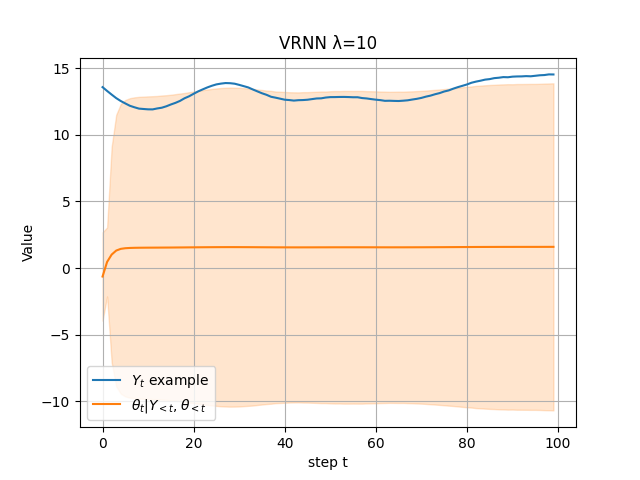 VRNN λ=10
Value
15
10
5
0
−5
−10
Y_t example
θ_t|Y_{<t}, θ_{<t}
0 20 40 60 80 100
step t